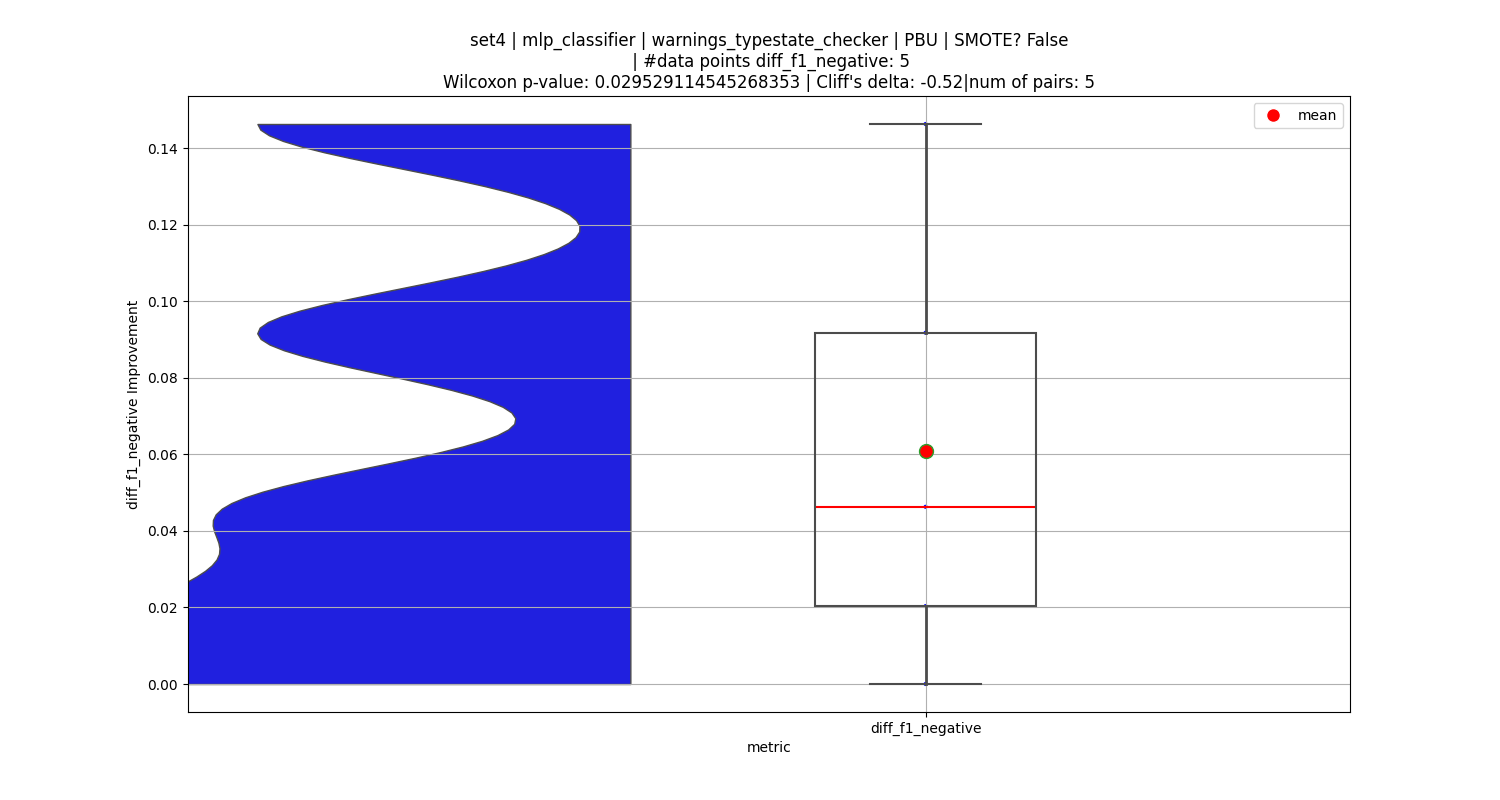 set4 | mlp_classifier | warnings_typestate_checker | PBU | SMOTE? False
| #data points diff_f1_negative: 5
Wilcoxon p-value: 0.029529114545268353 | Cliff's delta: -0.52|num of pairs: 5
mean
0.14
0.12
0.10
0.08
0.06
0.04
0.02
0.00
diff_f1_negative Improvement
diff_f1_negative
metric